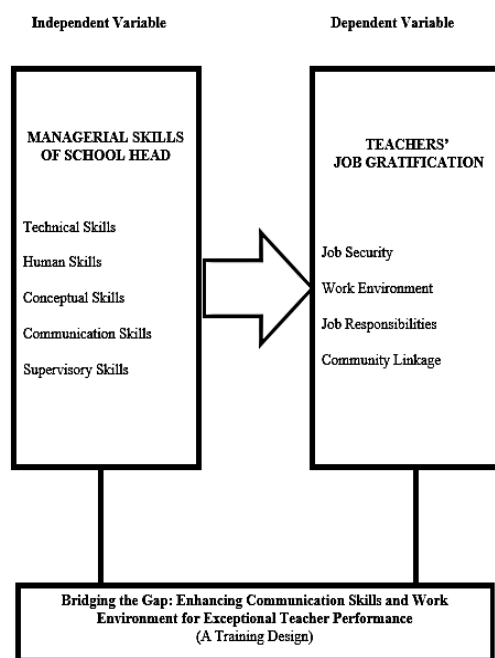 Independent Variable
Dependent Variable
MANAGERIAL SKILLS
OF SCHOOL HEAD
Technical Skills
Human Skills
Conceptual Skills
Communication Skills
Supervisory Skills
TEACHERS’
JOB GRATIFICATION
Job Security
Work Environment
Job Responsibilities
Community Linkage
Bridging the Gap: Enhancing Communication Skills and Work
Environment for Exceptional Teacher Performance
(A Training Design)